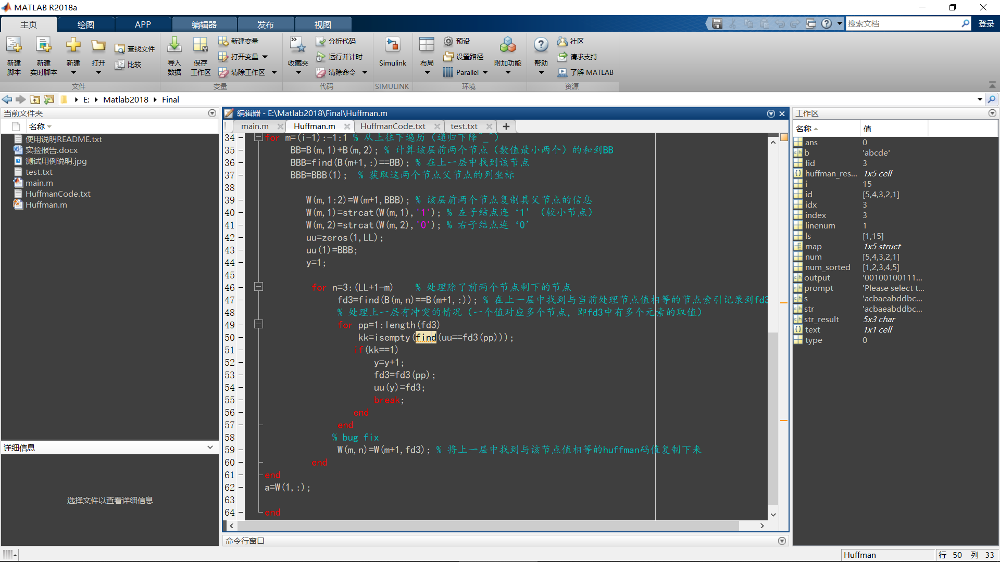 MATLAB R2018a
主页 绘图 APP 编辑器 发布 视图 搜索文档 登录
新建脚本 新建实时脚本 新建 打开 查找文件 比较 文件
导入数据 保存工作区 新建变量 打开变量 清除工作区 变量
收藏夹 分析代码 运行并计时 清除命令 代码
Simulink SIMULINK
布局 预设 设置路径 Parallel 附加功能 环境
帮助 社区 请求支持 了解 MATLAB 资源
E: Matlab2018 Final
当前文件夹
名称
使用说明README.txt
实验报告.docx
测试用例说明.jpg
test.txt
main.m
HuffmanCode.txt
Huffman.m
详细信息
选择文件以查看详细信息
编辑器 - E:\Matlab2018\Final\Huffman.m
main.m Huffman.m HuffmanCode.txt test.txt
34 for m=(i-1):-1:1 % 从上往下遍历（递归下降^_^）
35 BB=B(m,1)+B(m,2); % 计算该层前两个节点（数值最小两个）的和到BB
36 BBB=find(B(m+1,:)==BB); % 在上一层中找到该节点
37 BBB=BBB(1); % 获取这两个节点父节点的列坐标
38
39 W(m,1:2)=W(m+1,BBB); % 该层前两个节点复制其父节点的信息
40 W(m,1)=strcat(W(m,1),'1'); % 左子结点连‘1’（较小节点）
41 W(m,2)=strcat(W(m,2),'0'); % 右子结点连‘0’
42 uu=zeros(1,LL);
43 uu(1)=BBB;
44 y=1;
45
46 for n=3:(LL+1-m) % 处理除了前两个节点剩下的节点
47 fd3=find(B(m,n)==B(m+1,:)); % 在上一层中找到与当前处理节点值相等的节点索引记录到fd3
48 % 处理上一层有冲突的情况（一个值对应多个节点，即fd3中有多个元素的取值）
49 for pp=1:length(fd3)
50 kk=isempty(find(uu==fd3(pp)));
51 if(kk==1)
52 y=y+1;
53 fd3=fd3(pp);
54 uu(y)=fd3;
55 break;
56 end
57 end
58 % bug fix
59 W(m,n)=W(m+1,fd3); % 将上一层中找到与该节点值相等的huffman码值复制下来
60 end
61 end
62 a=W(1,:);
63
64 end
命令行窗口
工作区
名称 值
ans 0
b 'abcde'
fid 3
huffman_res... 1x5 cell
i 15
id [5,4,3,2,1]
idx 3
index 3
linenum 1
ls [1,15]
map 1x5 struct
num [5,4,3,2,1]
num_sorted [1,2,3,4,5]
output '00100100111...
prompt 'Please select t...
s 'acbaeabddbc...
str 'acbaeabddbc...
str_result 5x3 char
text 1x1 cell
type 0
Huffman 行 50 列 33